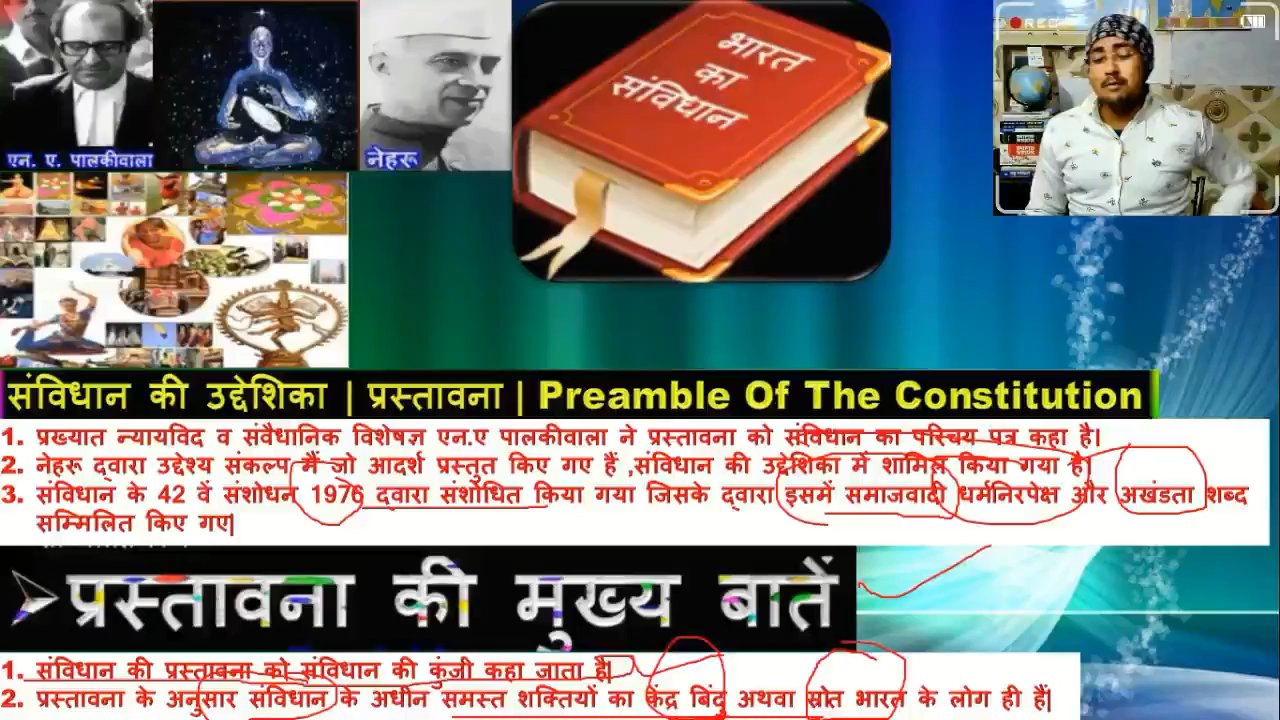 REC
एन. ए. पालकीवाला
नेहरू
भारत
का
संविधान
संविधान की उद्देशिका | प्रस्तावना | Preamble Of The Constitution
1. प्रख्यात न्यायविद व संवैधानिक विशेषज्ञ एन.ए पालकीवाला ने प्रस्तावना को संविधान का परिचय पत्र कहा है।
2. नेहरू द्वारा उद्देश्य संकल्प मैं जो आदर्श प्रस्तुत किए गए हैं ,संविधान की उद्देशिका में शामिल किया गया है|
3. संविधान के 42 वें संशोधन 1976 द्वारा संशोधित किया गया जिसके द्वारा इसमें समाजवादी धर्मनिरपेक्ष और अखंडता शब्द
सम्मिलित किए गए|
प्रस्तावना की मुख्य बातें
1. संविधान की प्रस्तावना को संविधान की कुंजी कहा जाता है|
2. प्रस्तावना के अनुसार संविधान के अधीन समस्त शक्तियों का केंद्र बिंदु अथवा स्रोत भारत के लोग ही हैं|